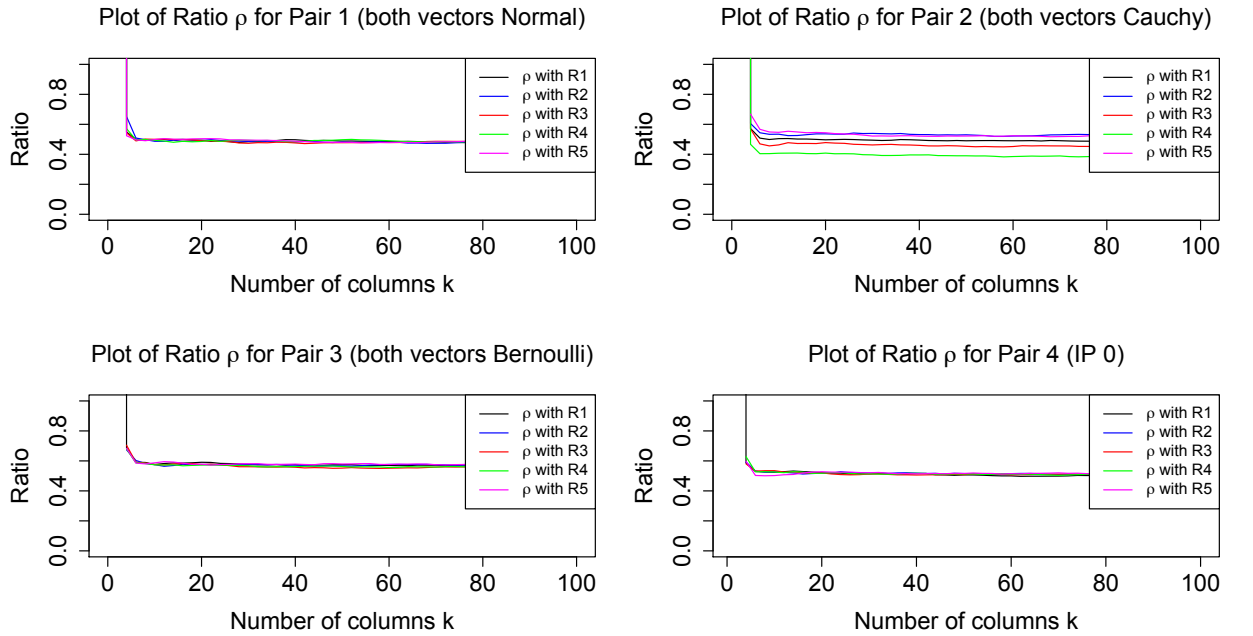 Plot of Ratio ρ for Pair 1 (both vectors Normal)
Ratio
0.0 0.4 0.8
0 20 40 60 80 100
Number of columns k
ρ with R1
ρ with R2
ρ with R3
ρ with R4
ρ with R5
Plot of Ratio ρ for Pair 2 (both vectors Cauchy)
Ratio
0.0 0.4 0.8
0 20 40 60 80 100
Number of columns k
ρ with R1
ρ with R2
ρ with R3
ρ with R4
ρ with R5
Plot of Ratio ρ for Pair 3 (both vectors Bernoulli)
Ratio
0.0 0.4 0.8
0 20 40 60 80 100
Number of columns k
ρ with R1
ρ with R2
ρ with R3
ρ with R4
ρ with R5
Plot of Ratio ρ for Pair 4 (IP 0)
Ratio
0.0 0.4 0.8
0 20 40 60 80 100
Number of columns k
ρ with R1
ρ with R2
ρ with R3
ρ with R4
ρ with R5